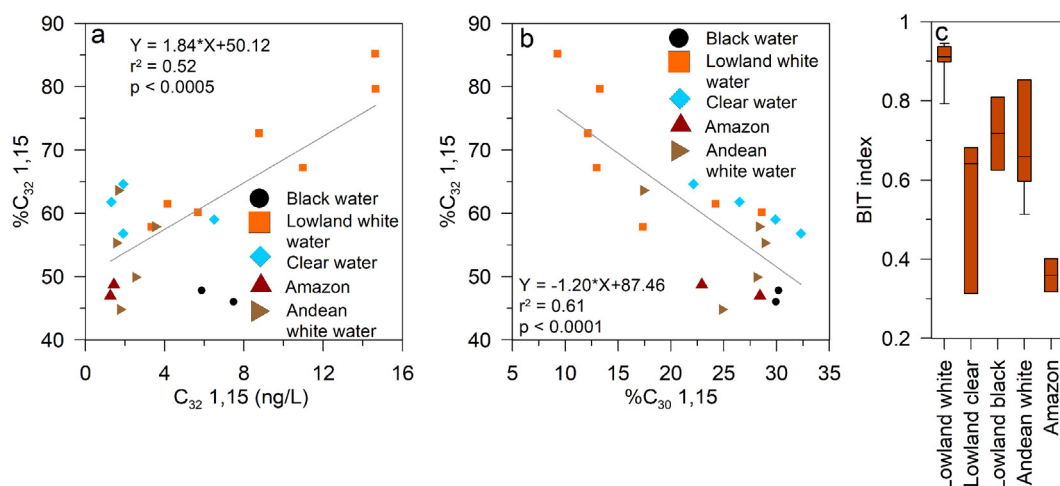 a
Y = 1.84*X+50.12
r² = 0.52
p < 0.0005
90
80
70
60
50
40
%C₃₂ 1,15
0
4
8
12
16
C₃₂ 1,15 (ng/L)
Black water
Lowland white
water
Clear water
Amazon
Andean
white water
b
90
80
70
60
50
40
%C₃₂ 1,15
Black water
Lowland white
water
Clear water
Amazon
Andean
white water
Y = -1.20*X+87.46
r² = 0.61
p < 0.0001
5
10
15
20
25
30
35
%C₃₀ 1,15
c
1
0.8
0.6
0.4
0.2
BIT index
Lowland white
Lowland clear
Lowland black
Andean white
Amazon